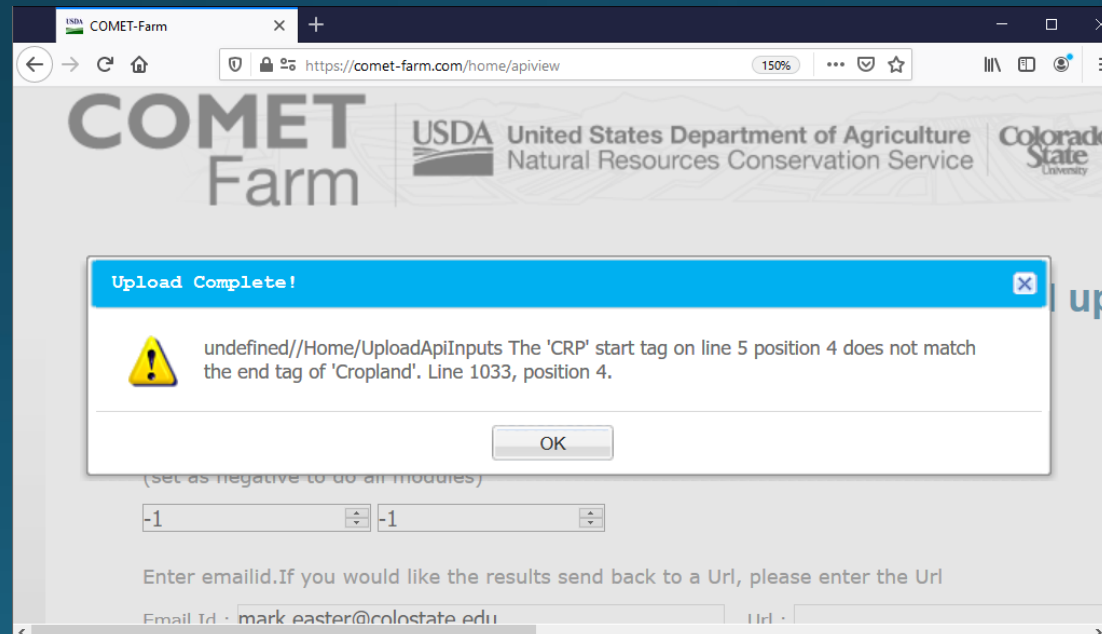 USDA COMET-Farm
https://comet-farm.com/home/apiview 150%
COMET
Farm
USDA United States Department of Agriculture
Natural Resources Conservation Service
Colorado
State
University
Upload Complete!
up
undefined//Home/UploadApiInputs The 'CRP' start tag on line 5 position 4 does not match
the end tag of 'Cropland'. Line 1033, position 4.
OK
(set as negative to do all modules)
-1 -1
Enter emailid.If you would like the results send back to a Url, please enter the Url
Email Id : mark.easter@colostate.edu Url :